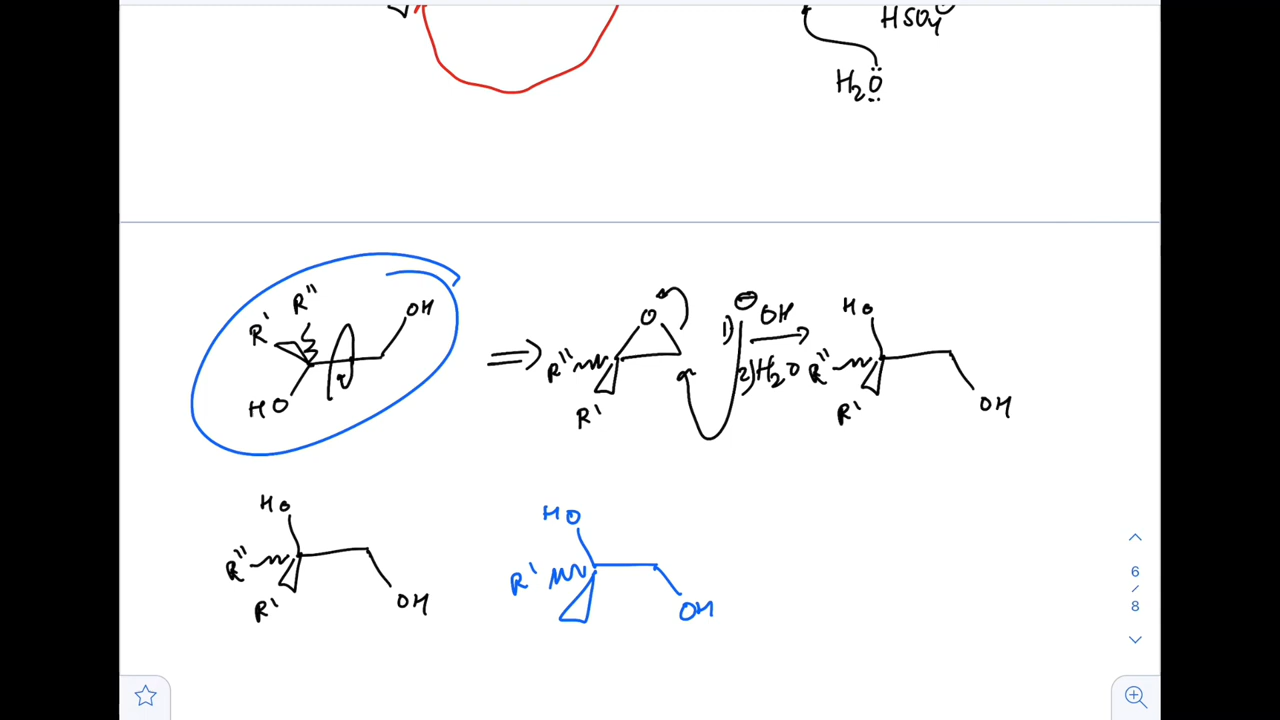 HSO4⊖
H2O
R' R'' OH
HO
⇒
R'' O
R'
1) ⊖OH
2) H2O
HO
R''
R'
OH
HO
R''
R'
OH
HO
R'
OH
6
/
8